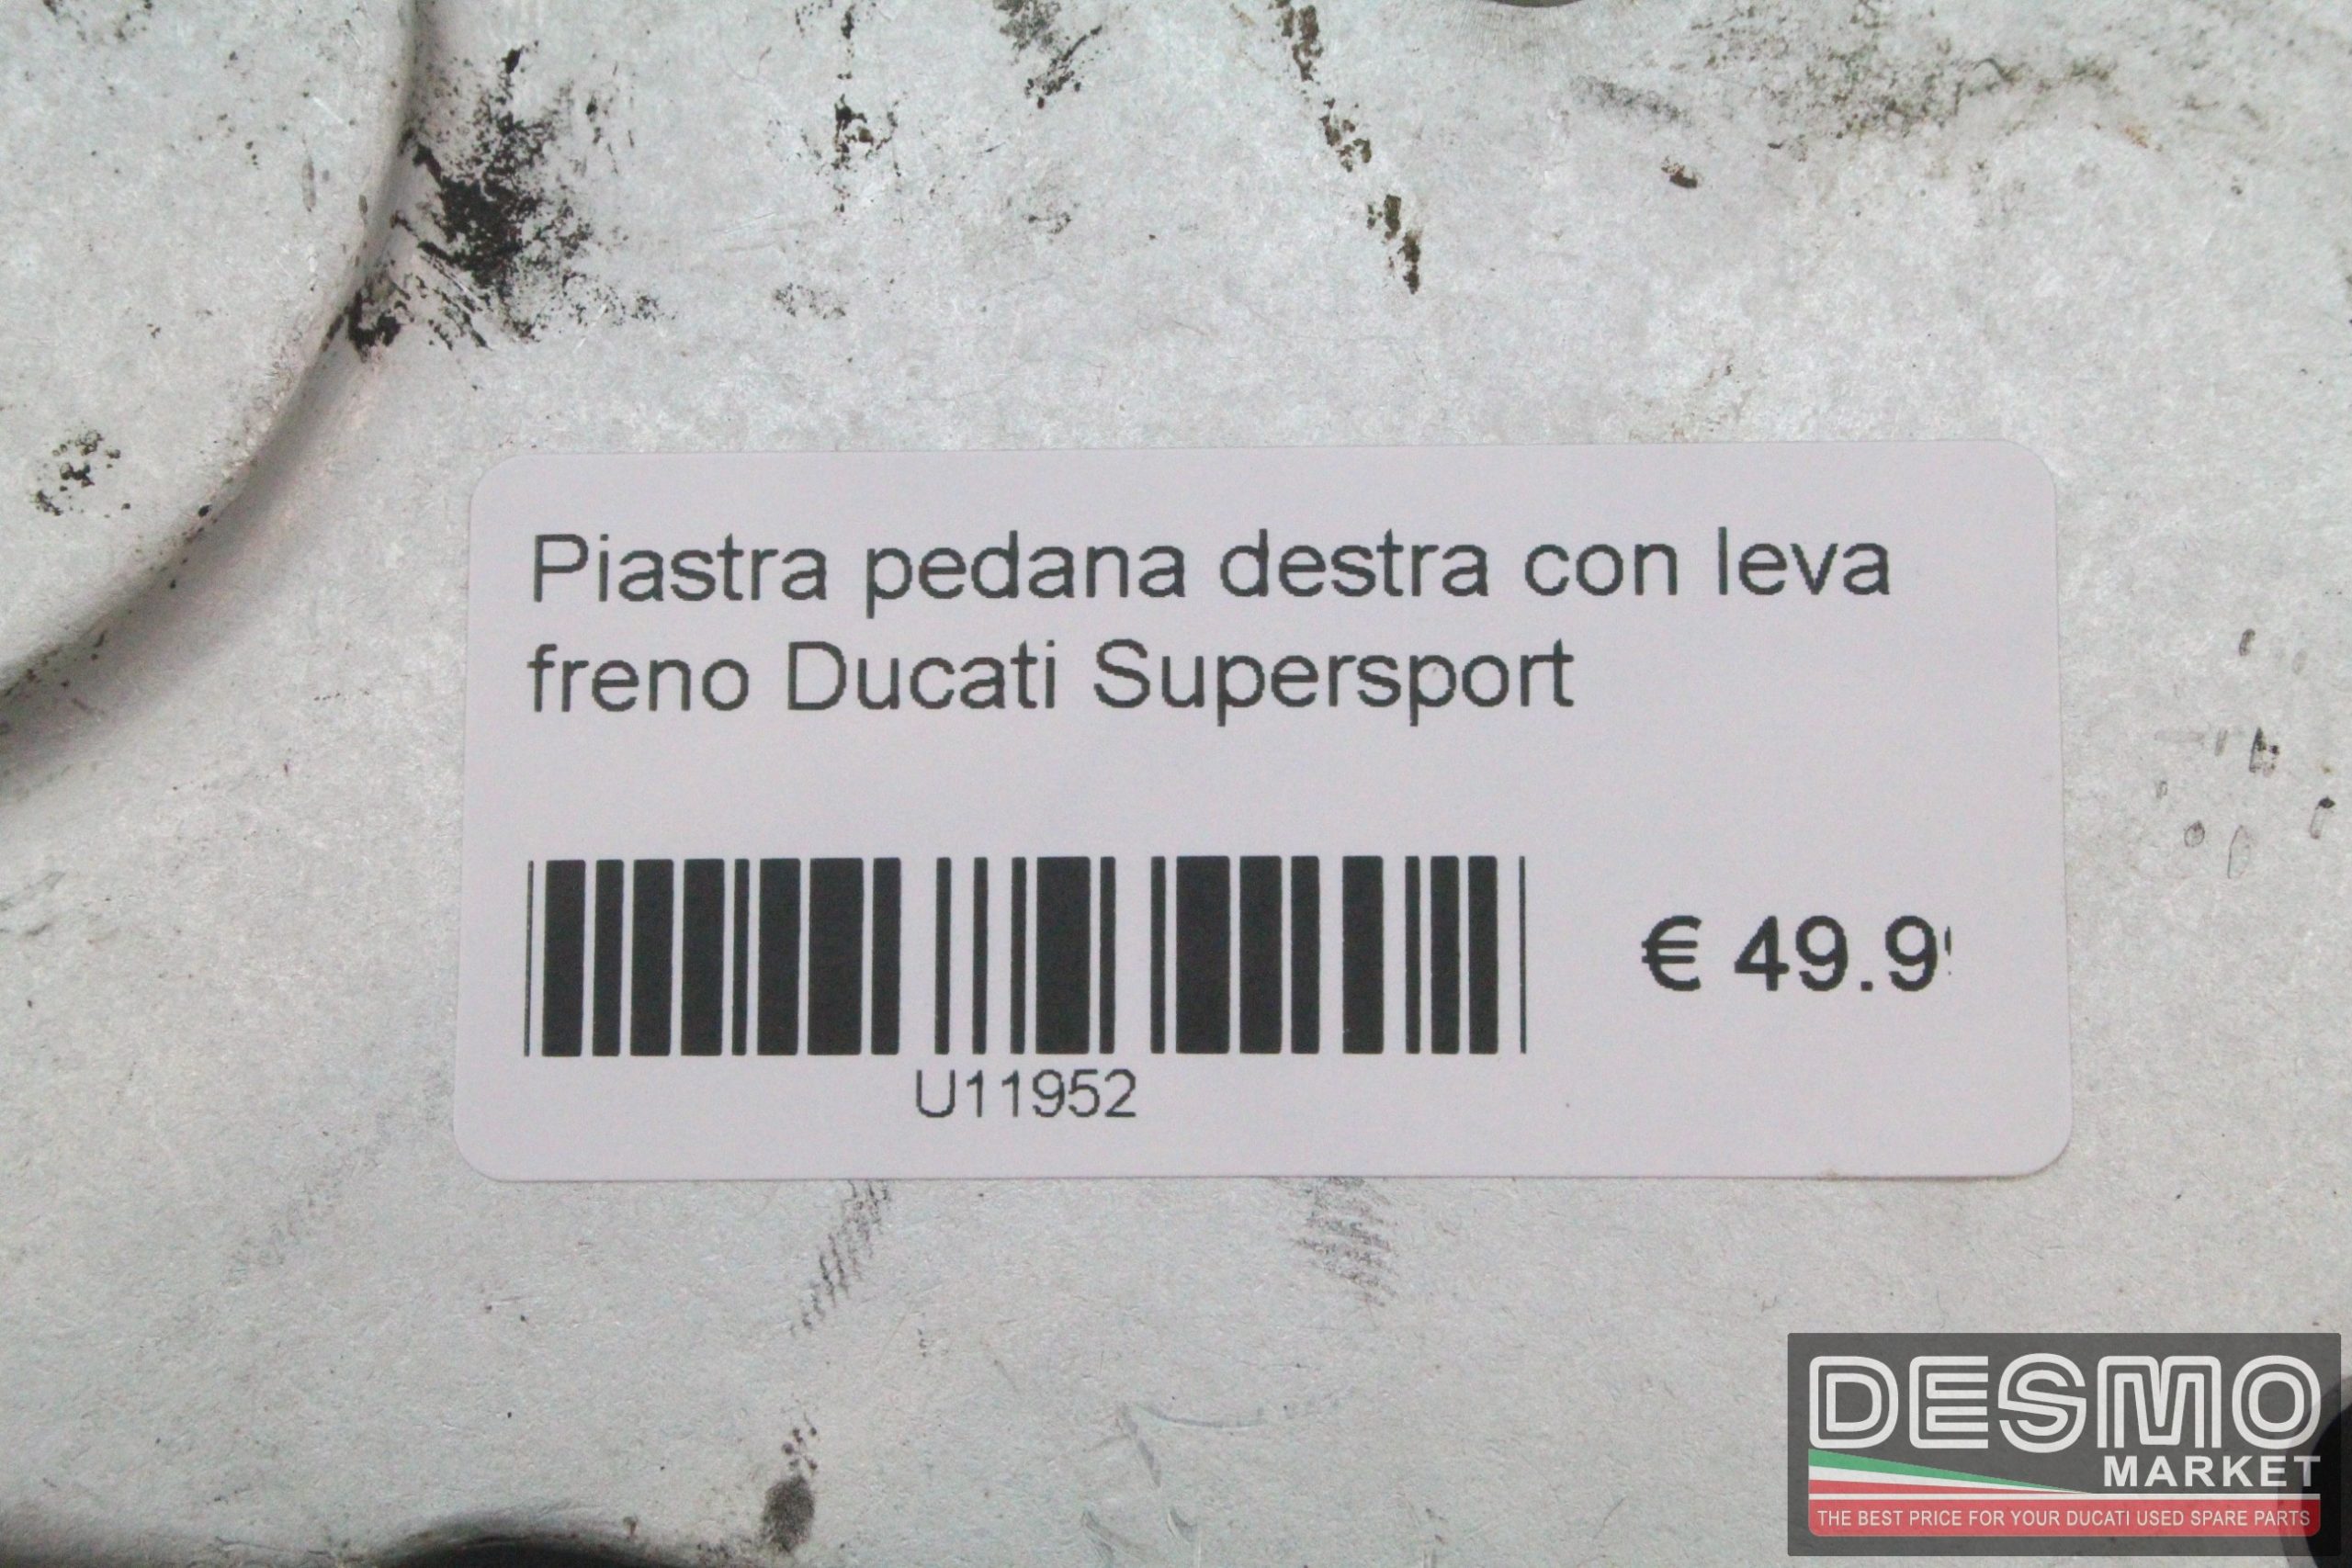 Piastra pedana destra con leva
freno Ducati Supersport
U11952
€ 49.9
DESMO
MARKET
THE BEST PRICE FOR YOUR DUCATI USED SPARE PARTS